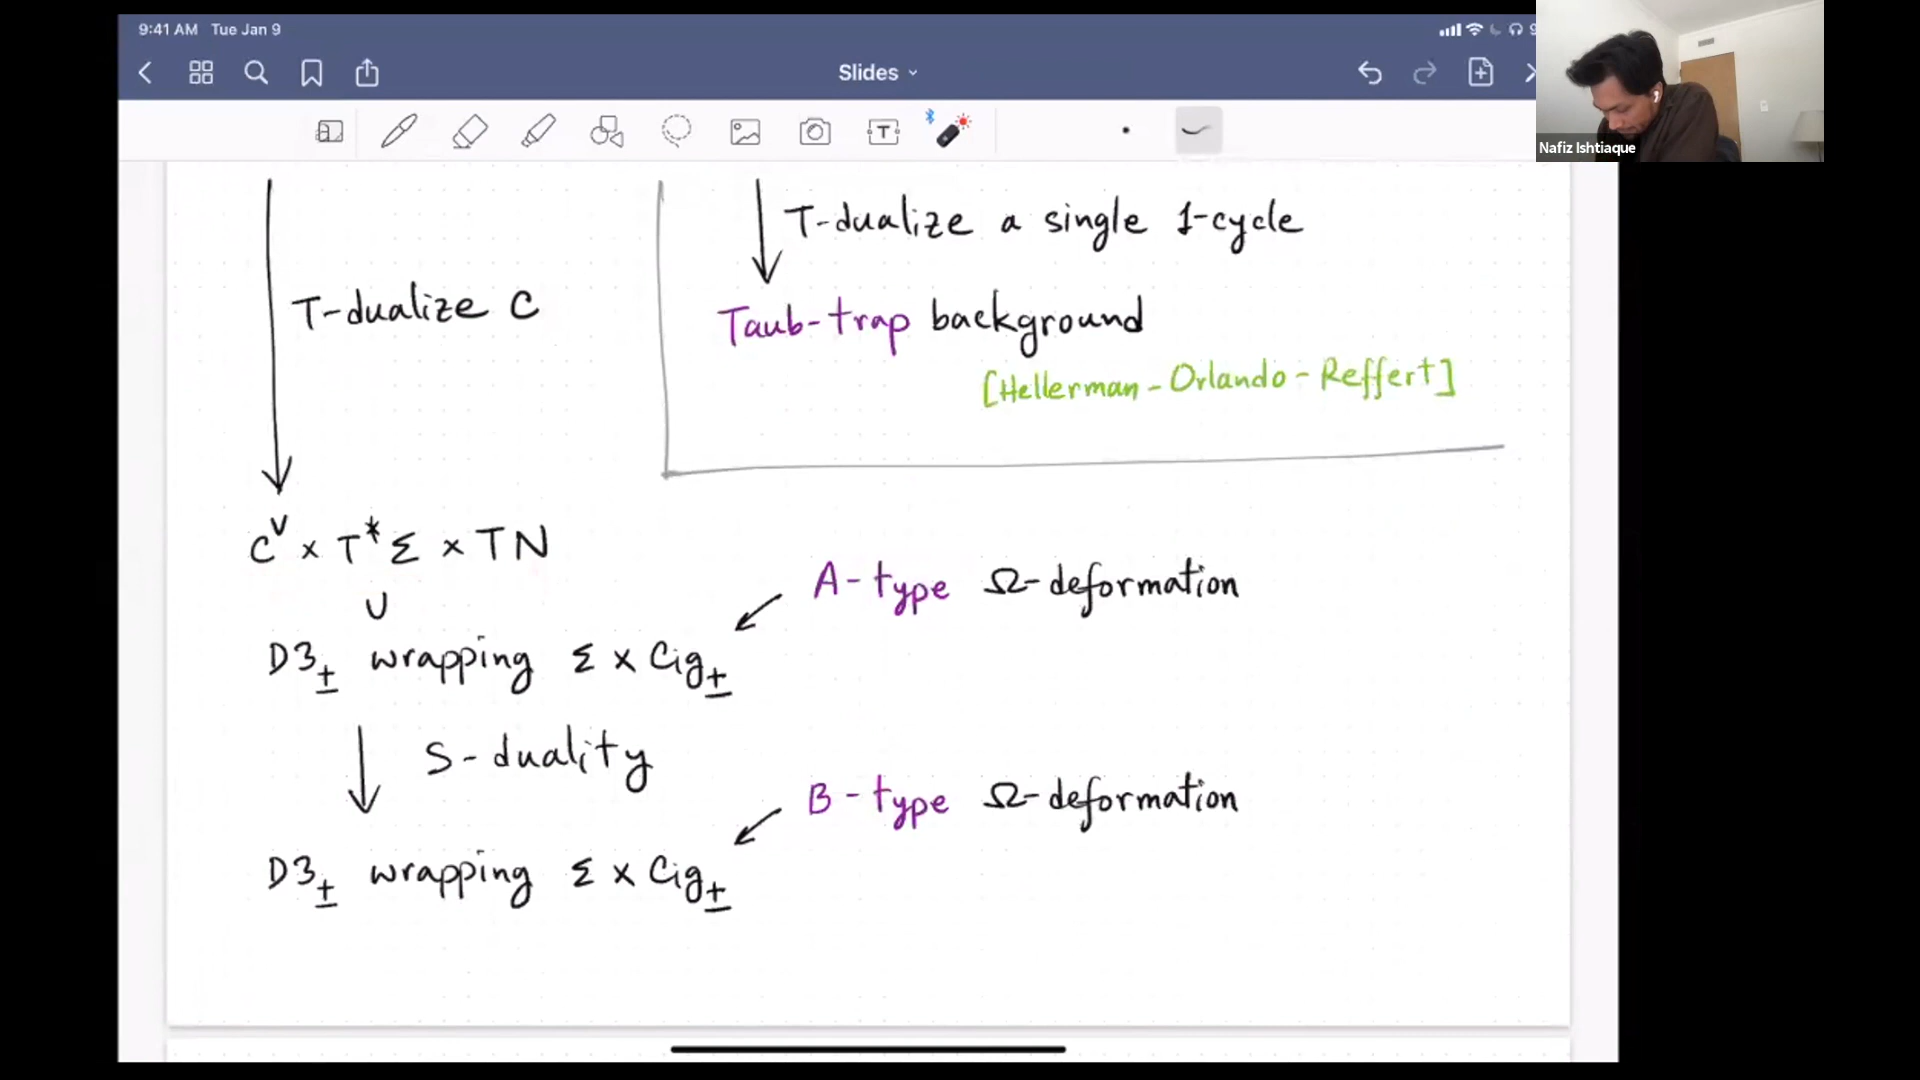 9:41 AM Tue Jan 9
Slides
T
Nafiz Ishtiaque
T-dualize a single 1-cycle
T-dualize C
Taub-trap background
[Hellerman-Orlando-Reffert]
C^∨ × T*Σ × TN
∪
A-type Ω-deformation
D3± wrapping Σ × Cig±
S-duality
B-type Ω-deformation
D3± wrapping Σ × Cig±